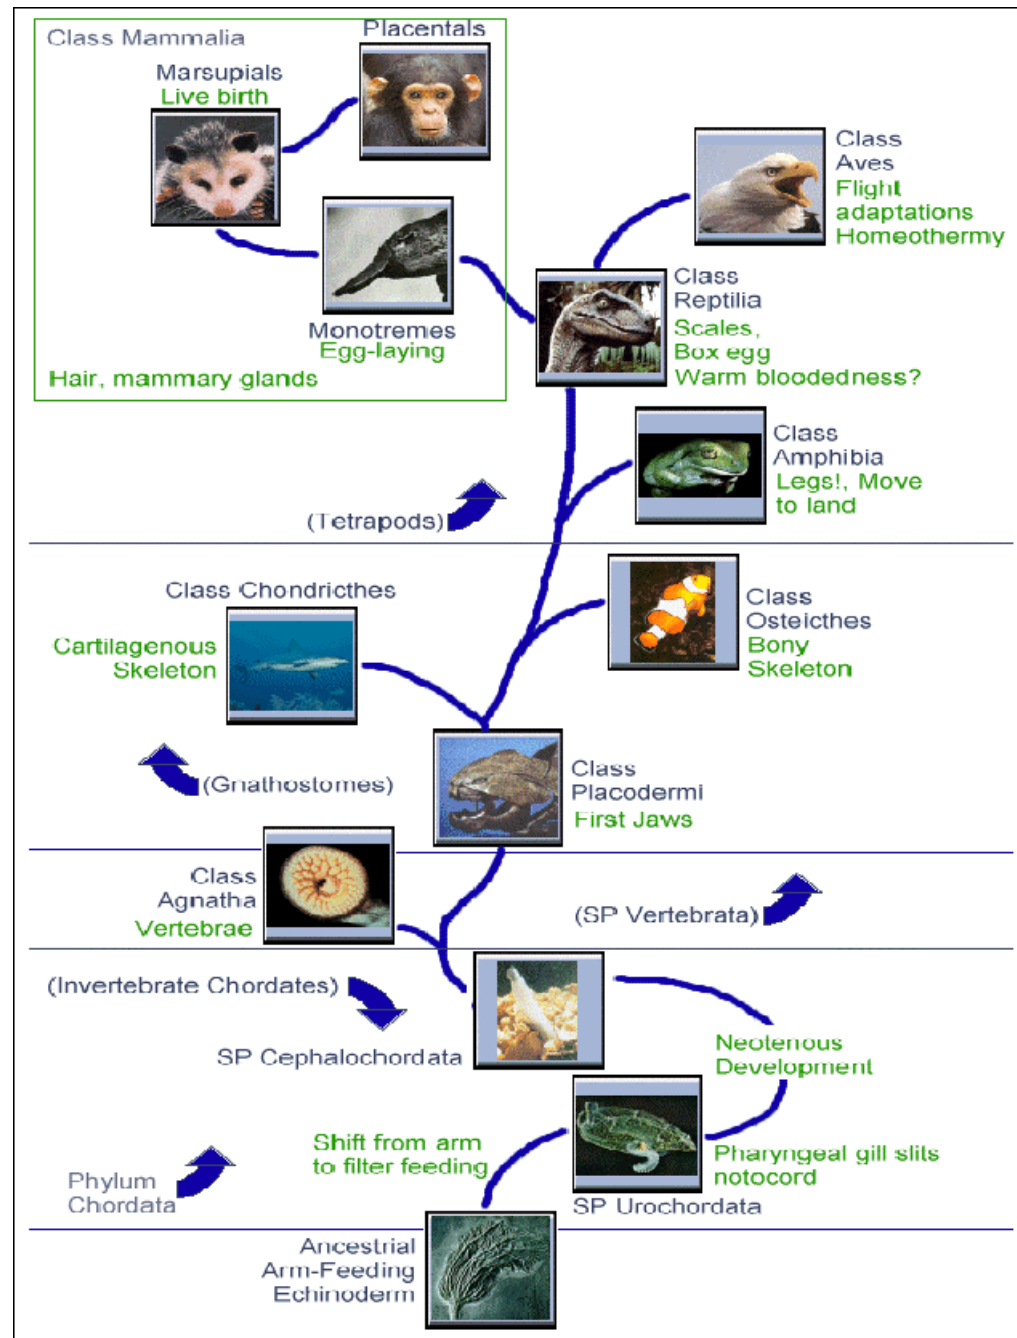 Class Mammalia
Placentals
Marsupials
Live birth
Class
Aves
Flight
adaptations
Homeothermy
Class
Reptilia
Scales,
Box egg
Warm bloodedness?
Monotremes
Egg-laying
Hair, mammary glands
Class
Amphibia
Legs!, Move
to land
(Tetrapods)
Class Chondricthes
Cartilagenous
Skeleton
Class
Osteicthes
Bony
Skeleton
(Gnathostomes)
Class
Placodermi
First Jaws
Class
Agnatha
Vertebrae
(SP Vertebrata)
(Invertebrate Chordates)
SP Cephalochordata
Neotenous
Development
Shift from arm
to filter feeding
Pharyngeal gill slits
notocord
Phylum
Chordata
SP Urochordata
Ancestrial
Arm-Feeding
Echinoderm